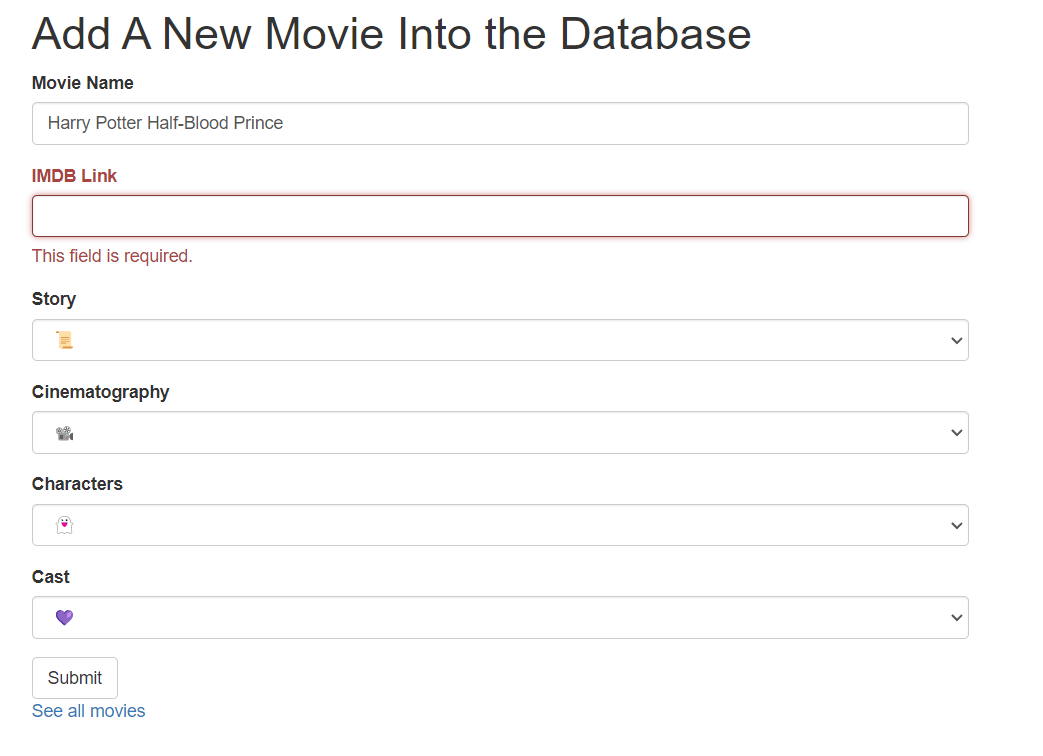 Add A New Movie Into the Database
Movie Name
Harry Potter Half-Blood Prince
IMDB Link
This field is required.
Story
📜
Cinematography
📽
Characters
👻
Cast
💜
Submit
See all movies